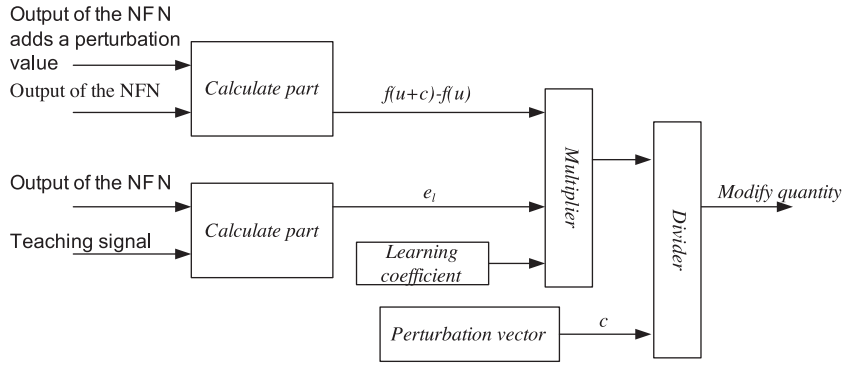 Output of the NFN
adds a perturbation
value
Output of the NFN
Calculate part
f(u+c)-f(u)
Multiplier
Output of the NFN
Teaching signal
Calculate part
e_l
Learning
coefficient
Perturbation vector
c
Divider
Modify quantity